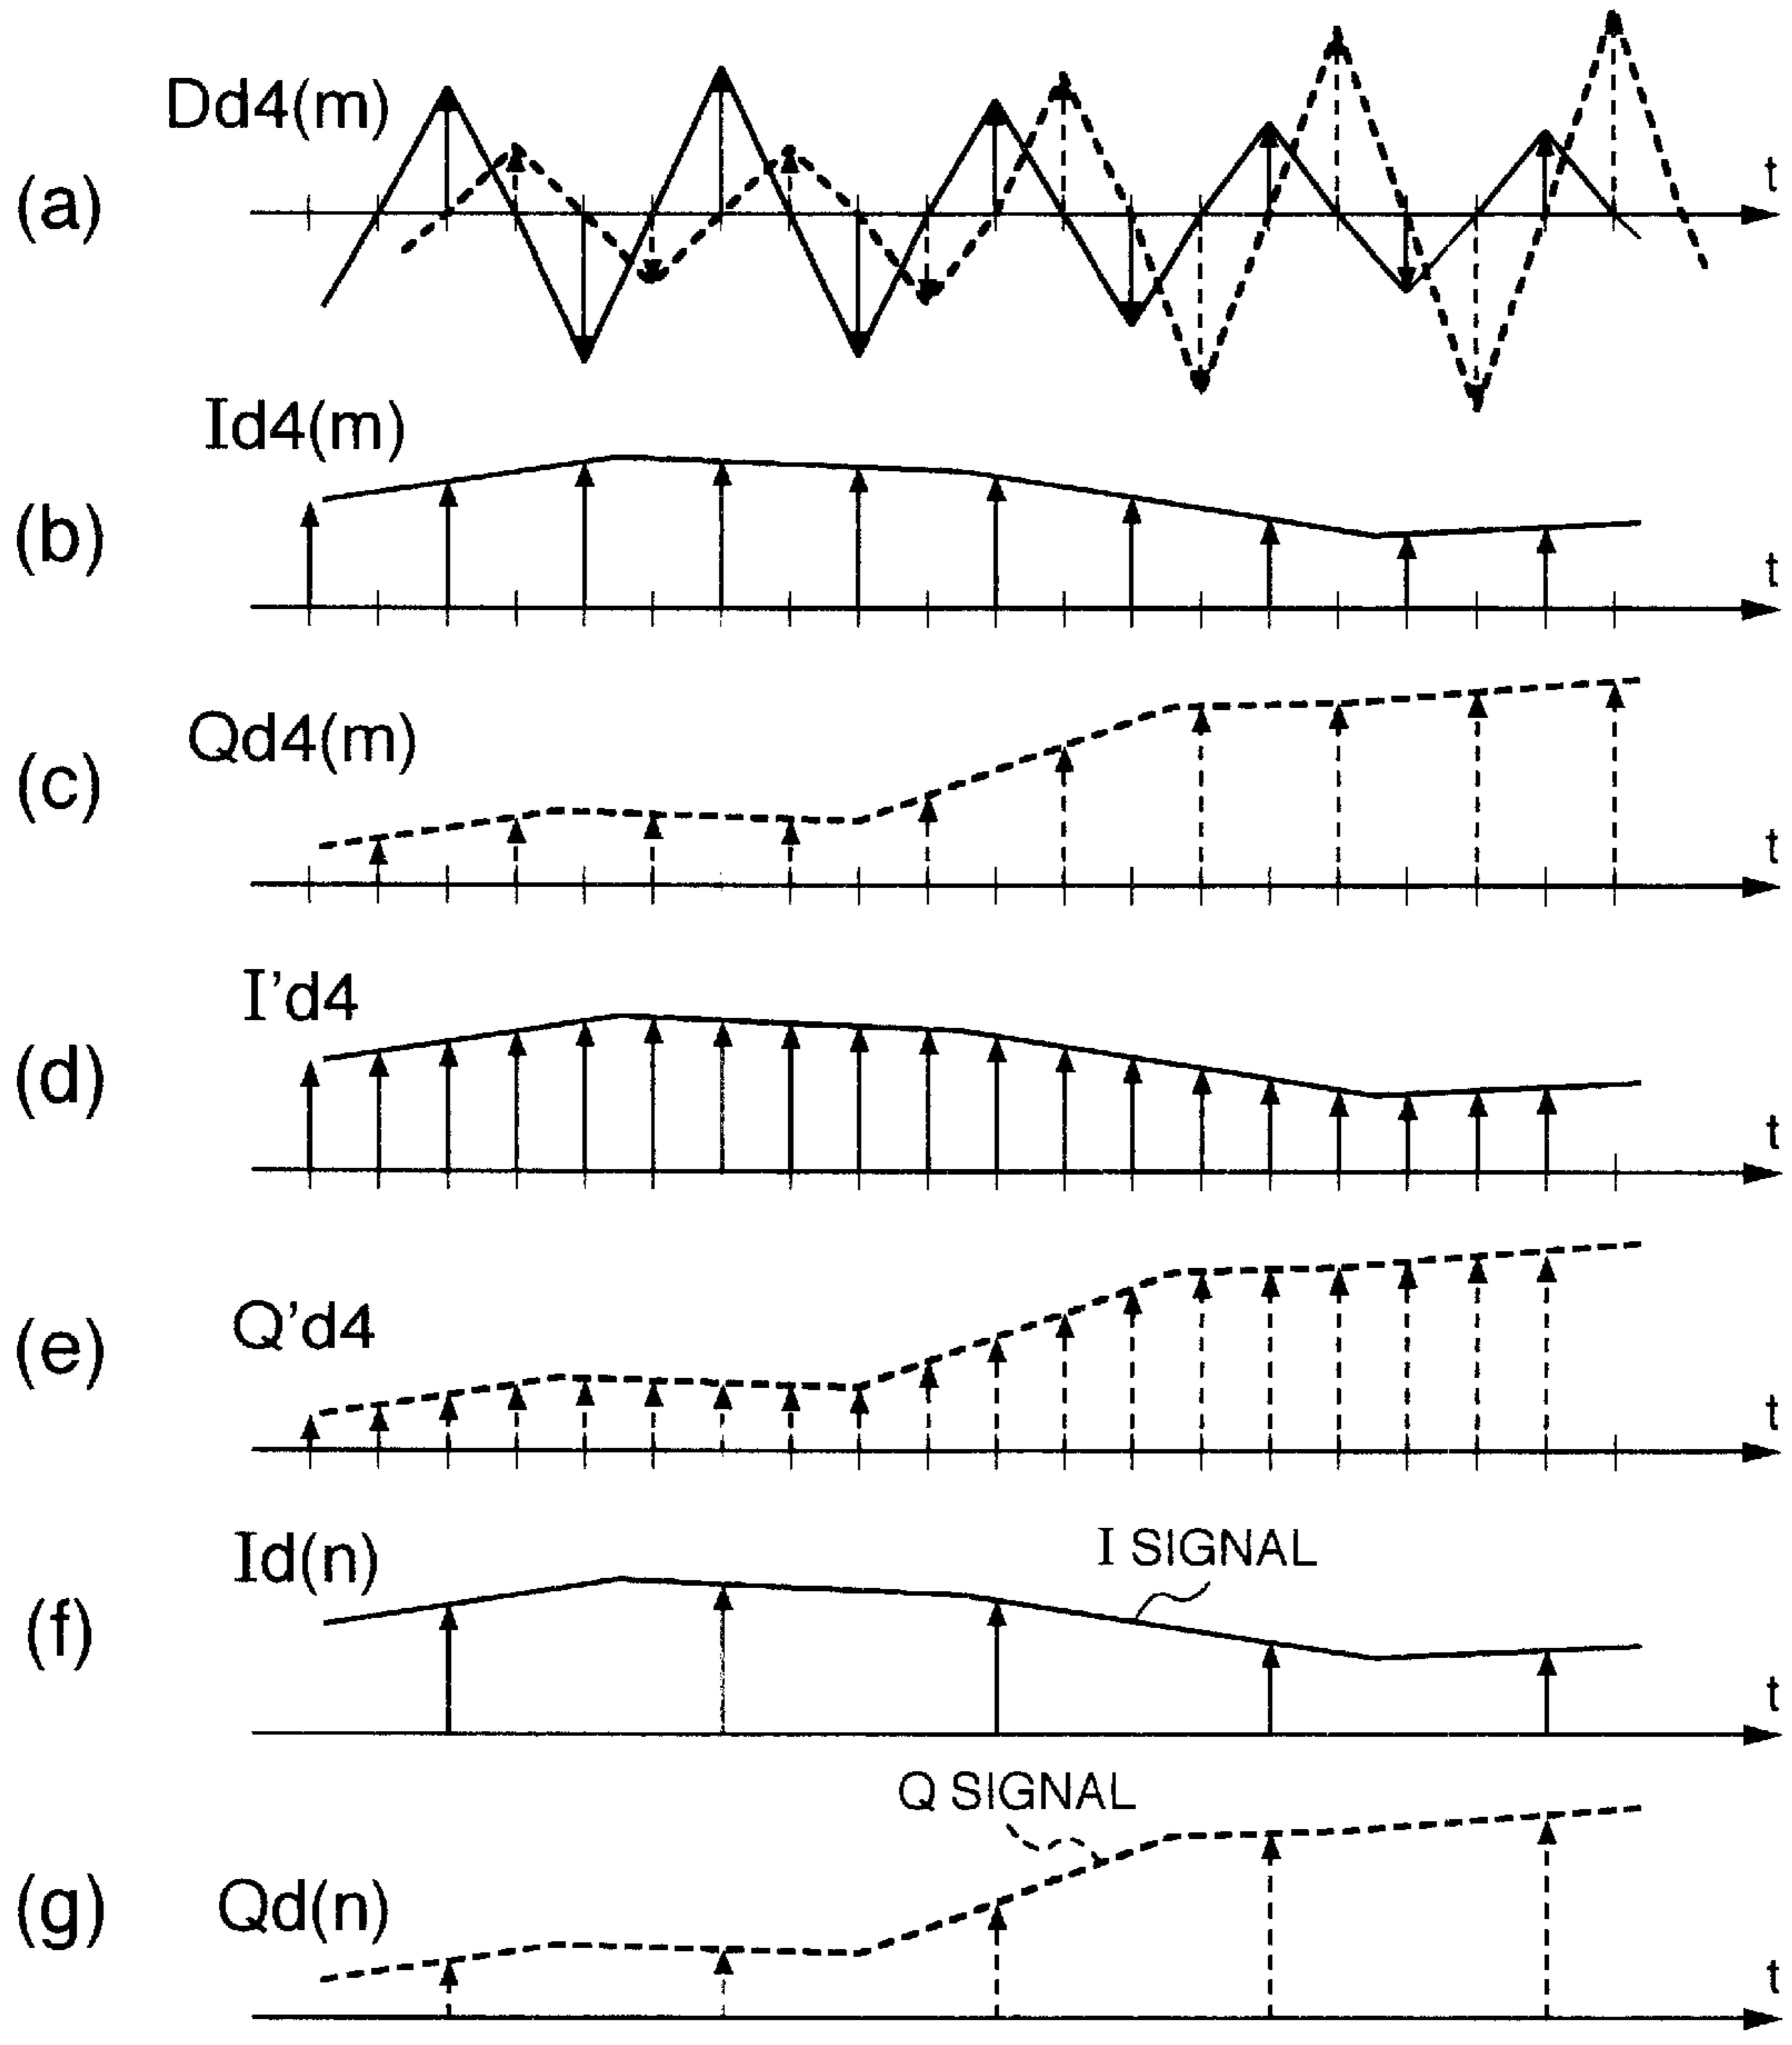 Dd4(m)
(a)
t
Id4(m)
(b)
t
Qd4(m)
(c)
t
I'd4
(d)
t
Q'd4
(e)
t
Id(n)
I SIGNAL
(f)
t
Q SIGNAL
(g)
Qd(n)
t